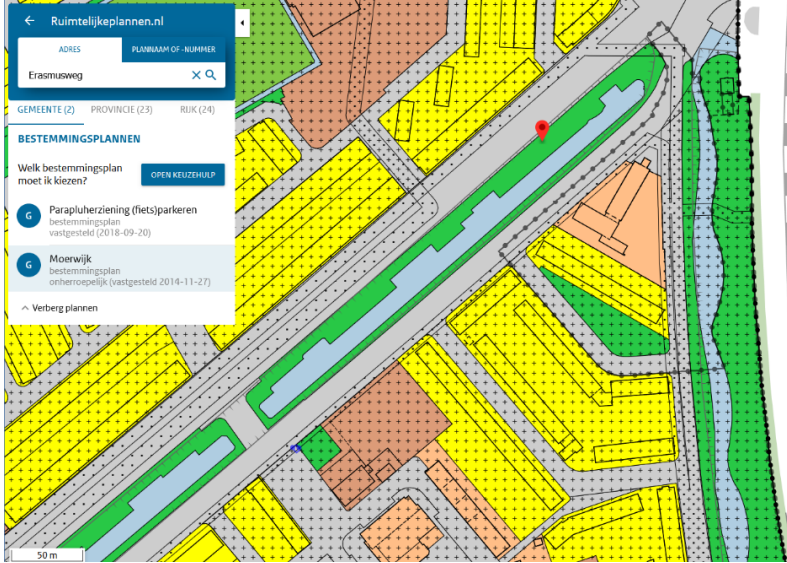 Ruimtelijkeplannen.nl
ADRES
PLANNAAM OF -NUMMER
Erasmusweg
GEMEENTE (2)
PROVINCIE (23)
RIJK (24)
BESTEMMINGSPLANNEN
Welk bestemmingsplan
moet ik kiezen?
OPEN KEUZEHULP
G
Parapluherziening (fiets)parkeren
bestemmingsplan
vastgesteld (2018-09-20)
G
Moerwijk
bestemmingsplan
onherroepelijk (vastgesteld 2014-11-27)
Verberg plannen
50 m